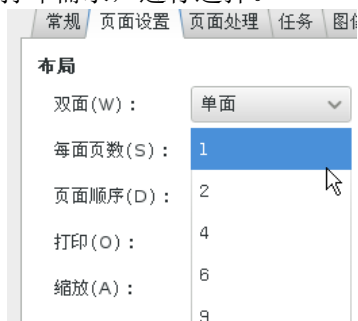 常规 页面设置 页面处理 任务
布局
双面(W)： 单面
每面页数(S)： 1
页面顺序(D)： 2
打印(O)： 4
缩放(A)： 6
9